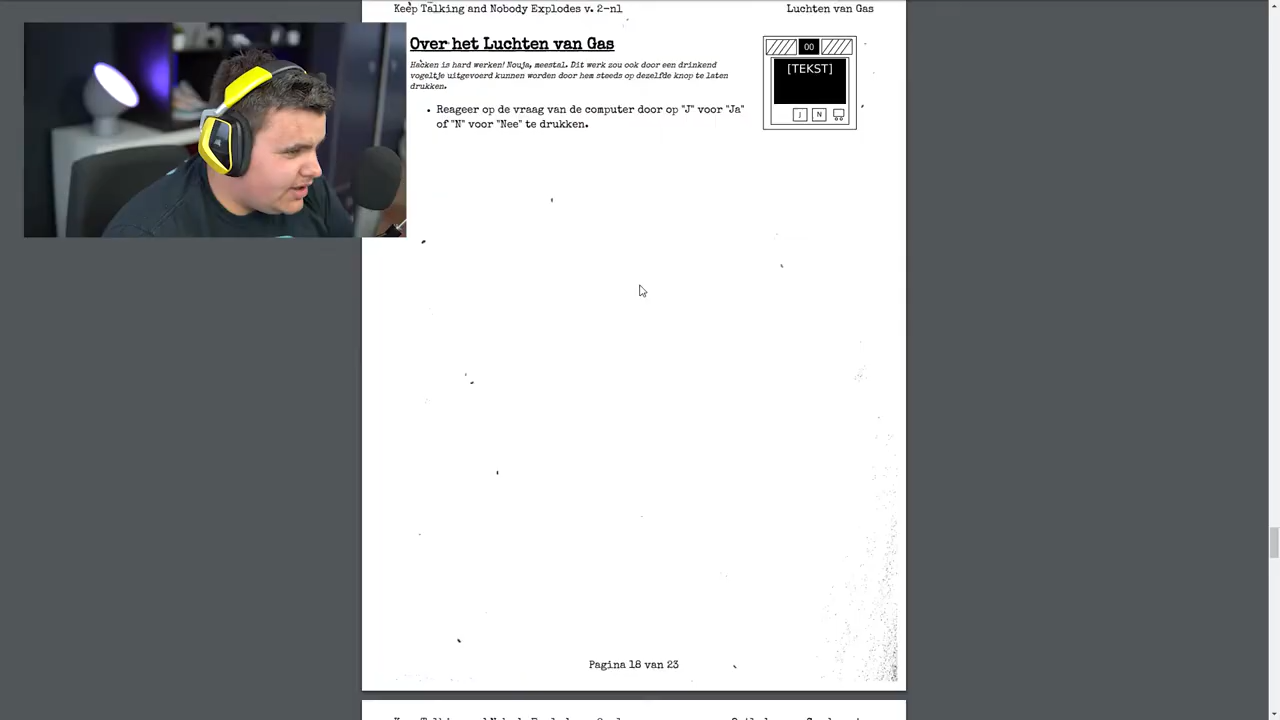 Keep Talking and Nobody Explodes v. 2-nl
Luchten van Gas
Over het Luchten van Gas
Hacken is hard werken! Nouja, meestal. Dit werk zou ook door een drinkend
vogeltje uitgevoerd kunnen worden door hem steeds op dezelfde knop te laten
drukken.
• Reageer op de vraag van de computer door op "J" voor "Ja"
of "N" voor "Nee" te drukken.
00
[TEKST]
J N
Pagina 18 van 23